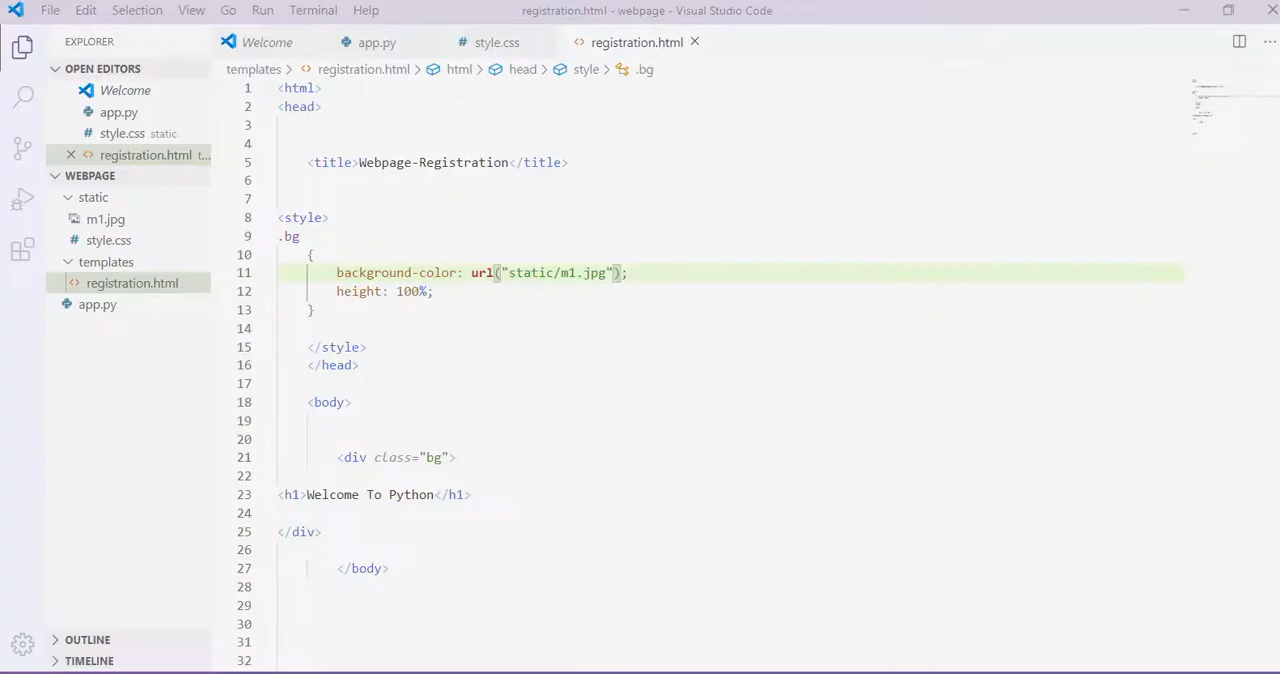 File Edit Selection View Go Run Terminal Help registration.html - webpage - Visual Studio Code
EXPLORER Welcome app.py # style.css <> registration.html ×
templates > <> registration.html > html > head > style > .bg
OPEN EDITORS
Welcome
app.py
# style.css static
× <> registration.html t...
WEBPAGE
static
m1.jpg
# style.css
templates
<> registration.html
app.py
OUTLINE
TIMELINE
1 <html>
2 <head>
3
4
5 <title>Webpage-Registration</title>
6
7
8 <style>
9 .bg
10 {
11 background-color: url("static/m1.jpg");
12 height: 100%;
13 }
14
15 </style>
16 </head>
17
18 <body>
19
20
21 <div class="bg">
22
23 <h1>Welcome To Python</h1>
24
25 </div>
26
27 </body>
28
29
30
31
32